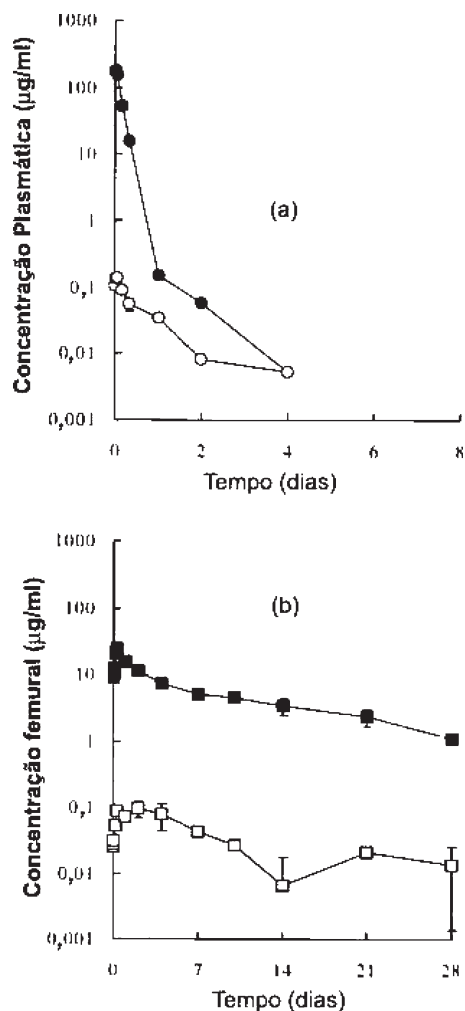 Concentração Plasmática (µg/ml)
1000
100
10
1
0,1
0,01
0,001
(a)
0 2 4 6 8
Tempo (dias)
Concentração femural (µg/ml)
1000
100
10
1
0,1
0,01
0,001
(b)
0 7 14 21 28
Tempo (dias)